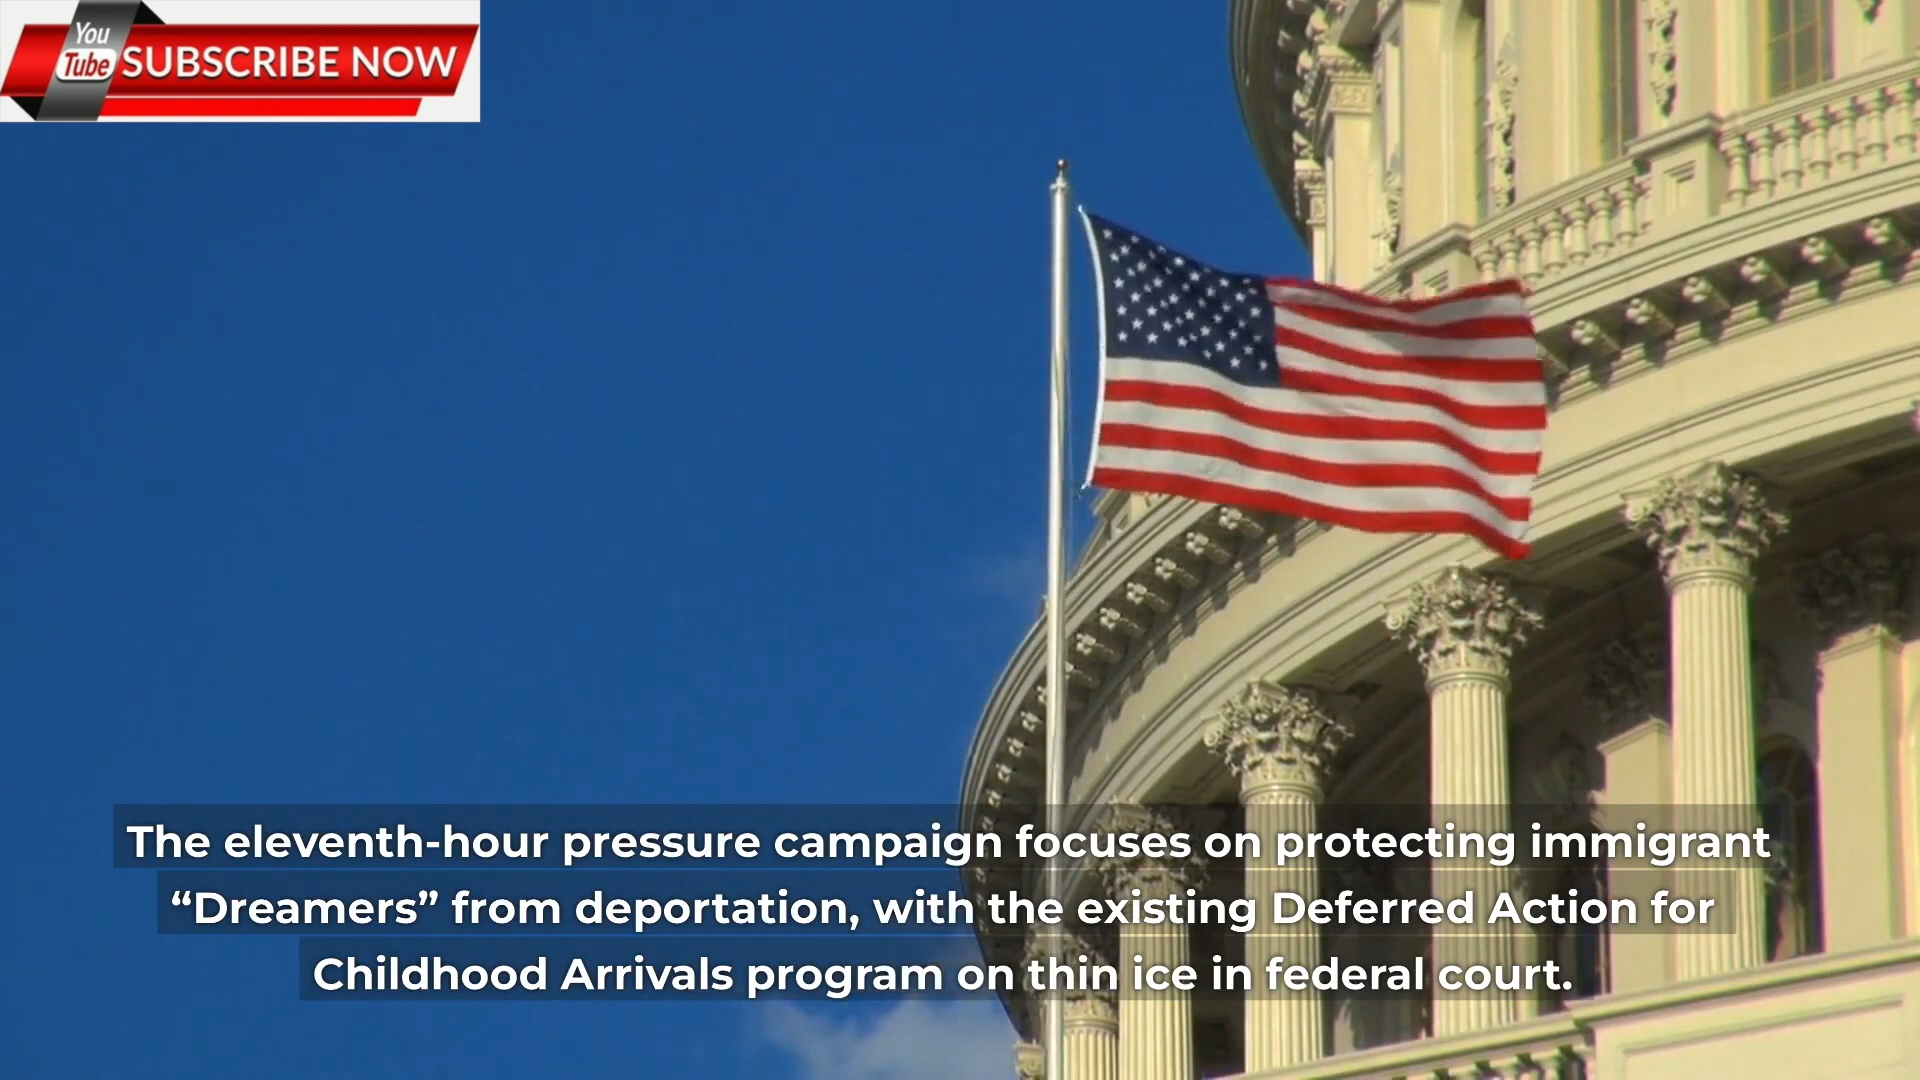 You
Tube SUBSCRIBE NOW
The eleventh-hour pressure campaign focuses on protecting immigrant
“Dreamers” from deportation, with the existing Deferred Action for
Childhood Arrivals program on thin ice in federal court.